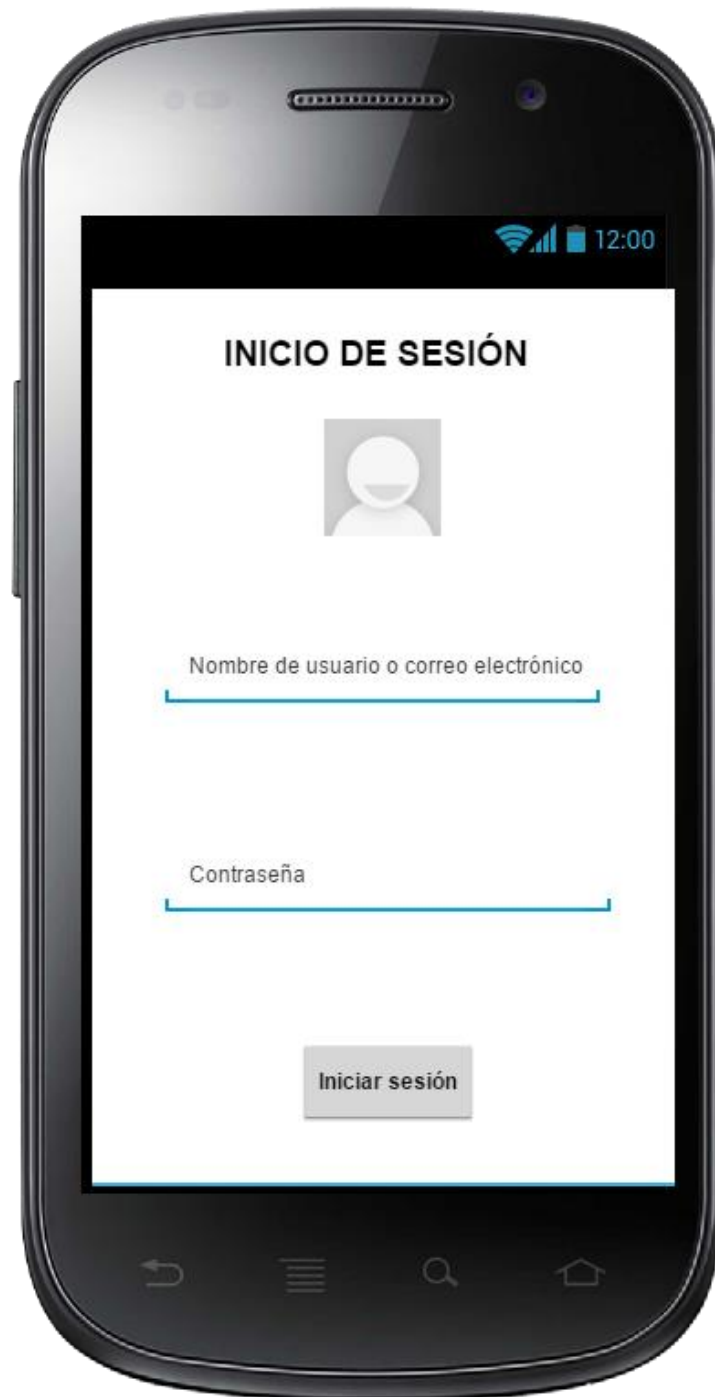 12:00
INICIO DE SESIÓN
Nombre de usuario o correo electrónico
Contraseña
Iniciar sesión